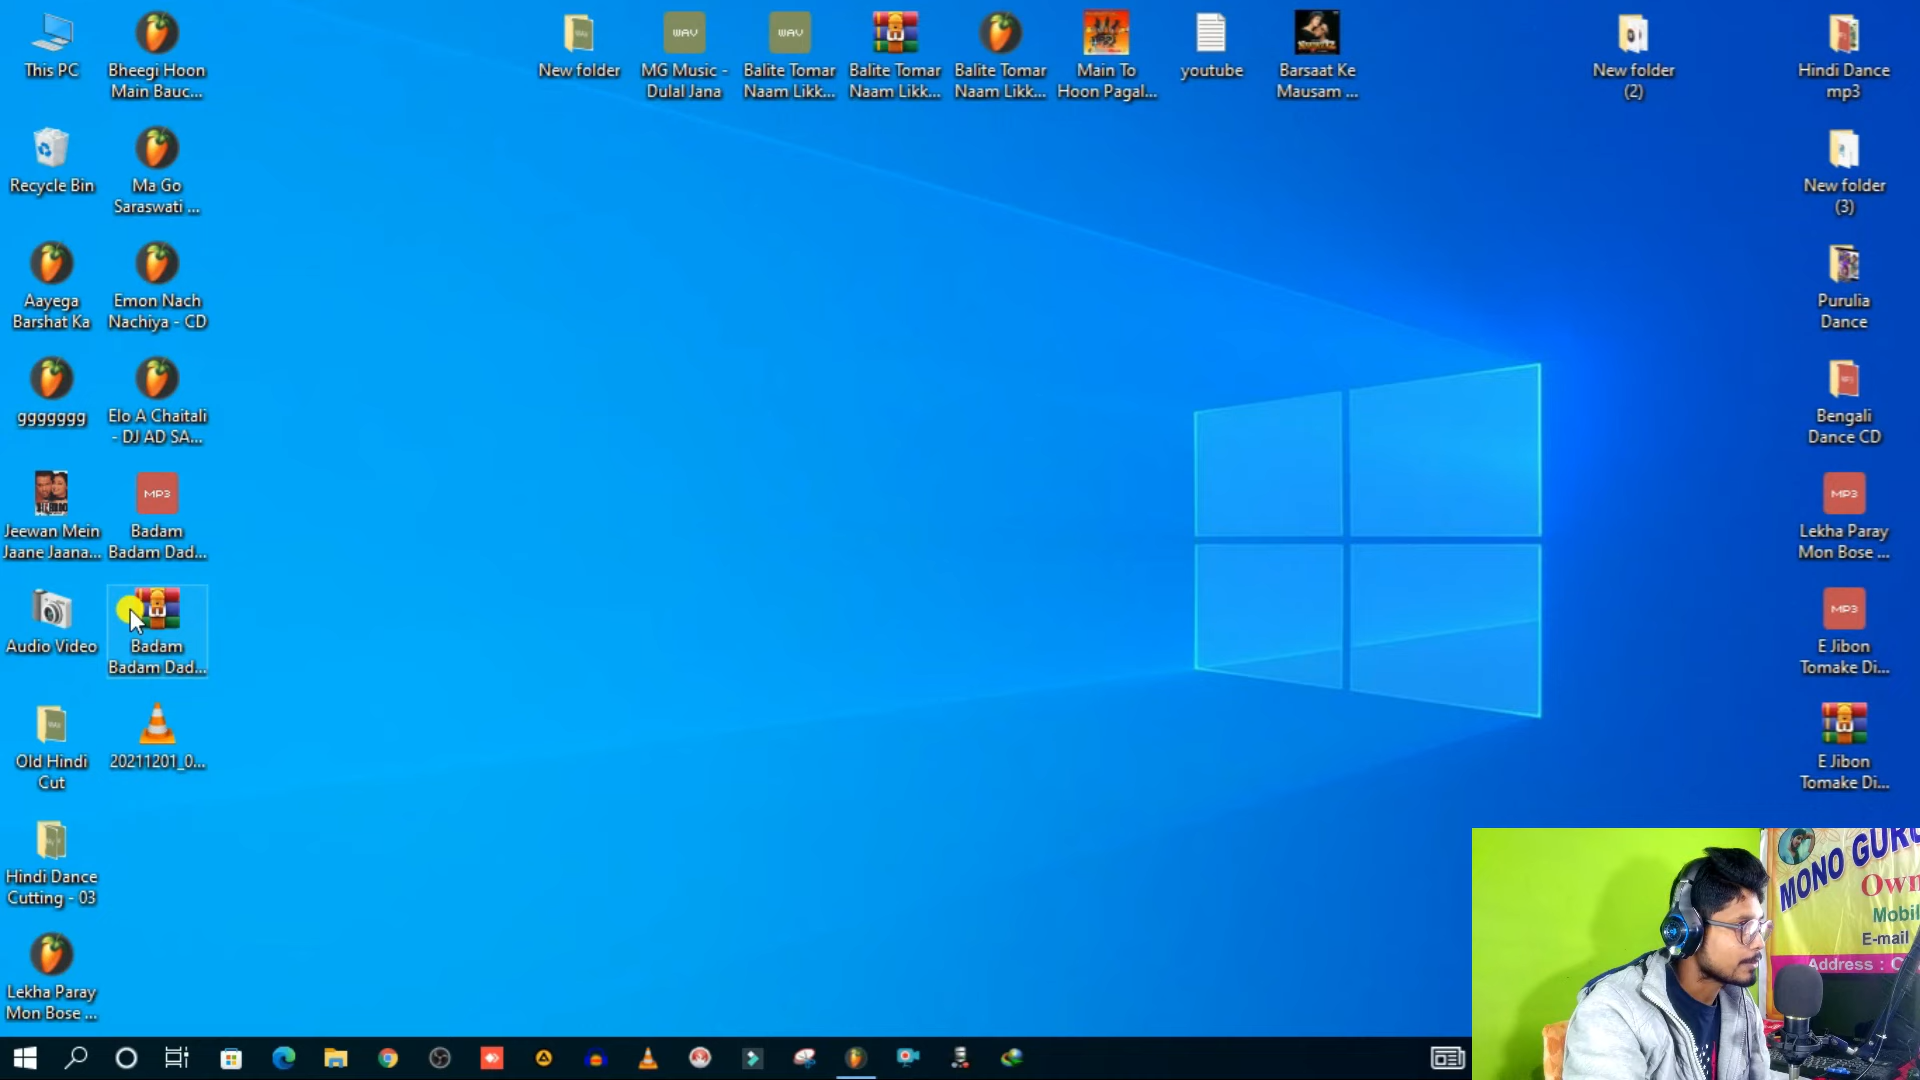 This PC
Bheegi Hoon
Main Bauc...
New folder
WAV
MG Music -
Dulal Jana
WAV
Balite Tomar
Naam Likk...
Balite Tomar
Naam Likk...
Balite Tomar
Naam Likk...
Main To
Hoon Pagal...
youtube
Barsaat Ke
Mausam ...
New folder
(2)
Hindi Dance
mp3
Recycle Bin
Ma Go
Saraswati ...
New folder
(3)
Aayega
Barshat Ka
Emon Nach
Nachiya - CD
Purulia
Dance
ggggggg
Elo A Chaitali
- DJ AD SA...
Bengali
Dance CD
Jeewan Mein
Jaane Jaana...
MP3
Badam
Badam Dad...
MP3
Lekha Paray
Mon Bose ...
Audio Video
Badam
Badam Dad...
MP3
E Jibon
Tomake Di...
Old Hindi
Cut
20211201_0...
E Jibon
Tomake Di...
Hindi Dance
Cutting - 03
Lekha Paray
Mon Bose ...
MONO GURU
Own
Mobil
E-mail
Address : C